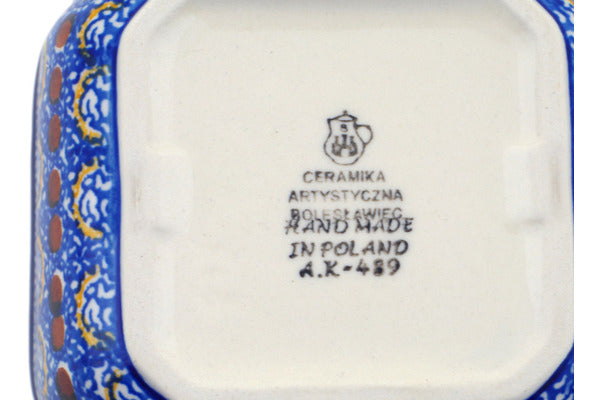 CERAMIKA
ARTYSTYCZNA
BOLESŁAWIEC
HAND MADE
IN POLAND
A.K-489